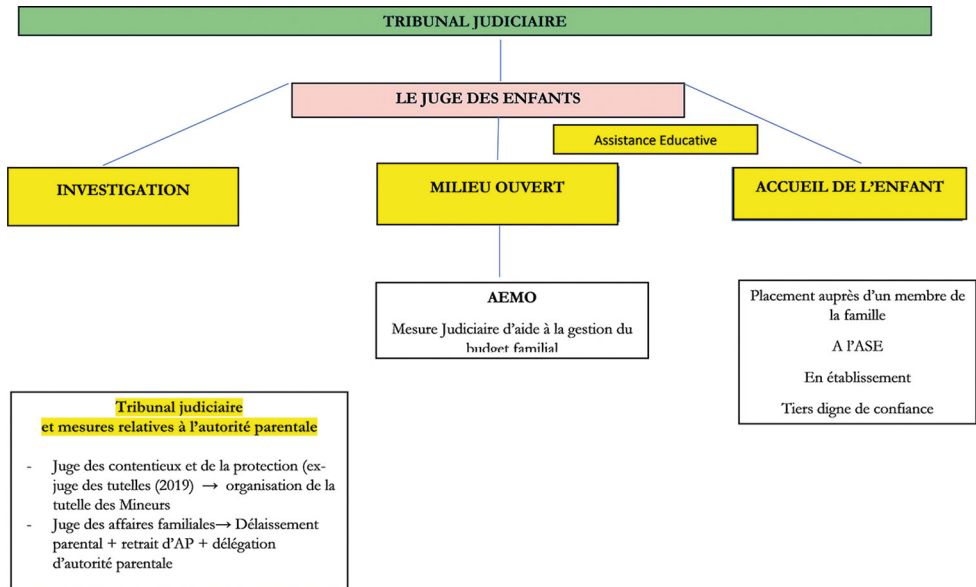 TRIBUNAL JUDICIAIRE
LE JUGE DES ENFANTS
Assistance Educative
INVESTIGATION
MILIEU OUVERT
ACCUEIL DE L'ENFANT
AEMO
Mesure Judiciaire d'aide à la gestion du
budget familial
Placement auprès d'un membre de
la famille
A l'ASE
En établissement
Tiers digne de confiance
Tribunal judiciaire
et mesures relatives à l'autorité parentale
- Juge des contentieux et de la protection (ex-
juge des tutelles (2019) → organisation de la
tutelle des Mineurs
- Juge des affaires familiales→ Délaissement
parental + retrait d'AP + délégation
d'autorité parentale